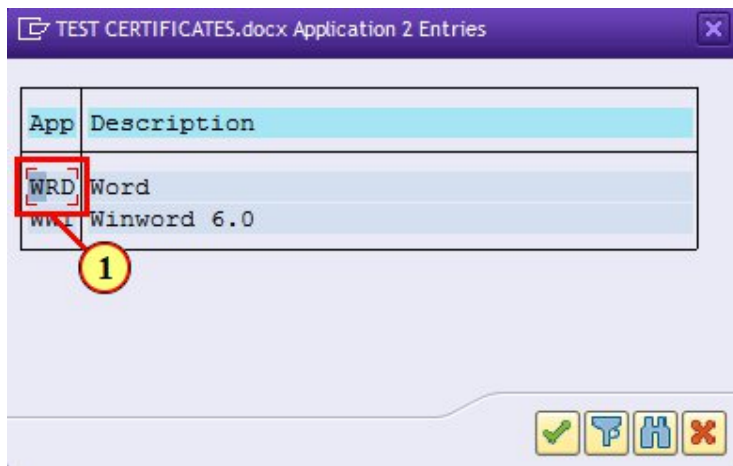 TEST CERTIFICATES.docx Application 2 Entries
App Description
WRD Word
Winword 6.0
1